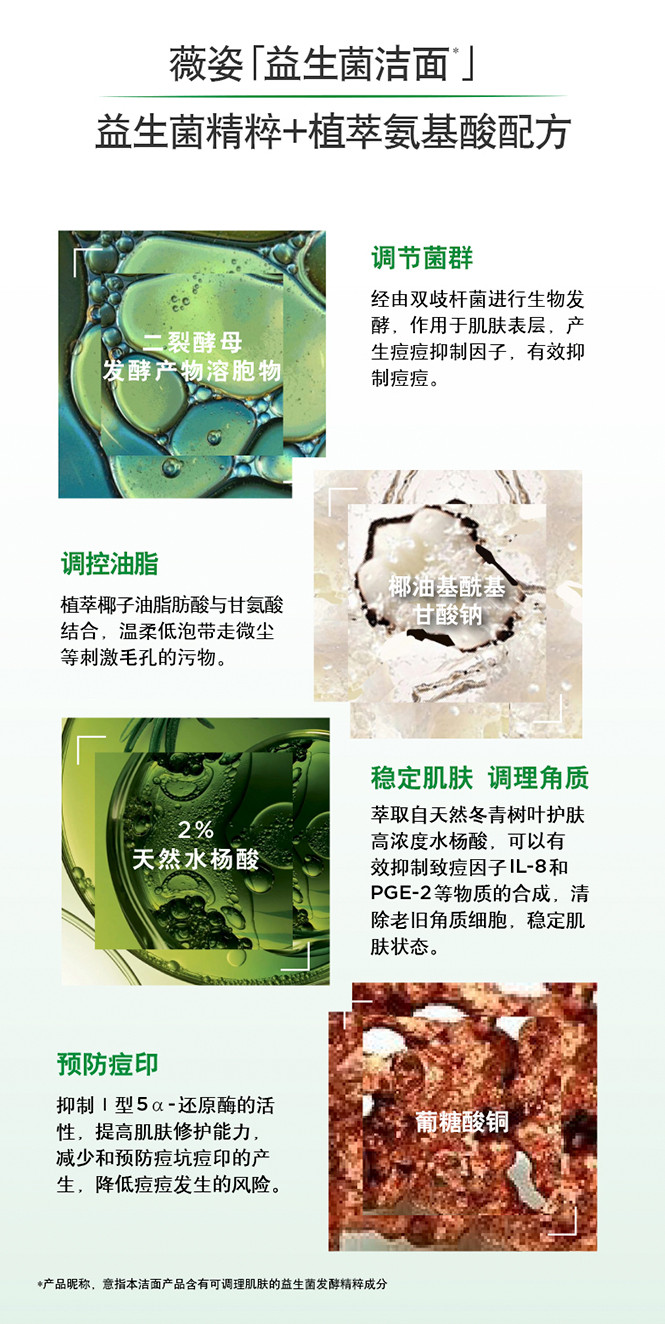 薇姿「益生菌洁面*」
益生菌精粹+植萃氨基酸配方
二裂酵母
发酵产物溶胞物
调节菌群
经由双歧杆菌进行生物发
酵，作用于肌肤表层，产
生痘痘抑制因子，有效抑
制痘痘。
调控油脂
植萃椰子油脂肪酸与甘氨酸
结合，温柔低泡带走微尘
等刺激毛孔的污物。
椰油基酰基
甘酸钠
2%
天然水杨酸
稳定肌肤 调理角质
萃取自天然冬青树叶护肤
高浓度水杨酸，可以有
效抑制致痘因子IL-8和
PGE-2等物质的合成，清
除老旧角质细胞，稳定肌
肤状态。
预防痘印
抑制Ⅰ型5α-还原酶的活
性，提高肌肤修护能力，
减少和预防痘坑痘印的产
生，降低痘痘发生的风险。
葡糖酸铜
*产品昵称，意指本洁面产品含有可调理肌肤的益生菌发酵精粹成分